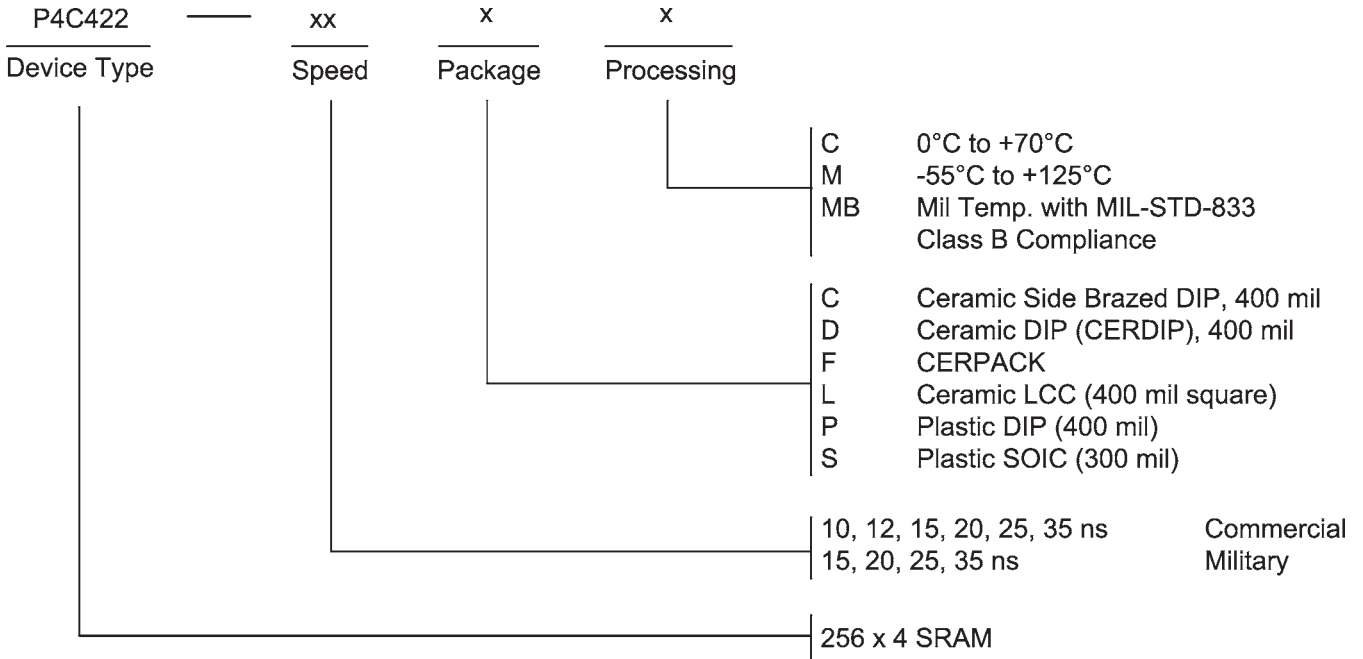 P4C422 — xx x x
Device Type Speed Package Processing
C 0°C to +70°C
M -55°C to +125°C
MB Mil Temp. with MIL-STD-833
Class B Compliance
C Ceramic Side Brazed DIP, 400 mil
D Ceramic DIP (CERDIP), 400 mil
F CERPACK
L Ceramic LCC (400 mil square)
P Plastic DIP (400 mil)
S Plastic SOIC (300 mil)
10, 12, 15, 20, 25, 35 ns Commercial
15, 20, 25, 35 ns Military
256 x 4 SRAM